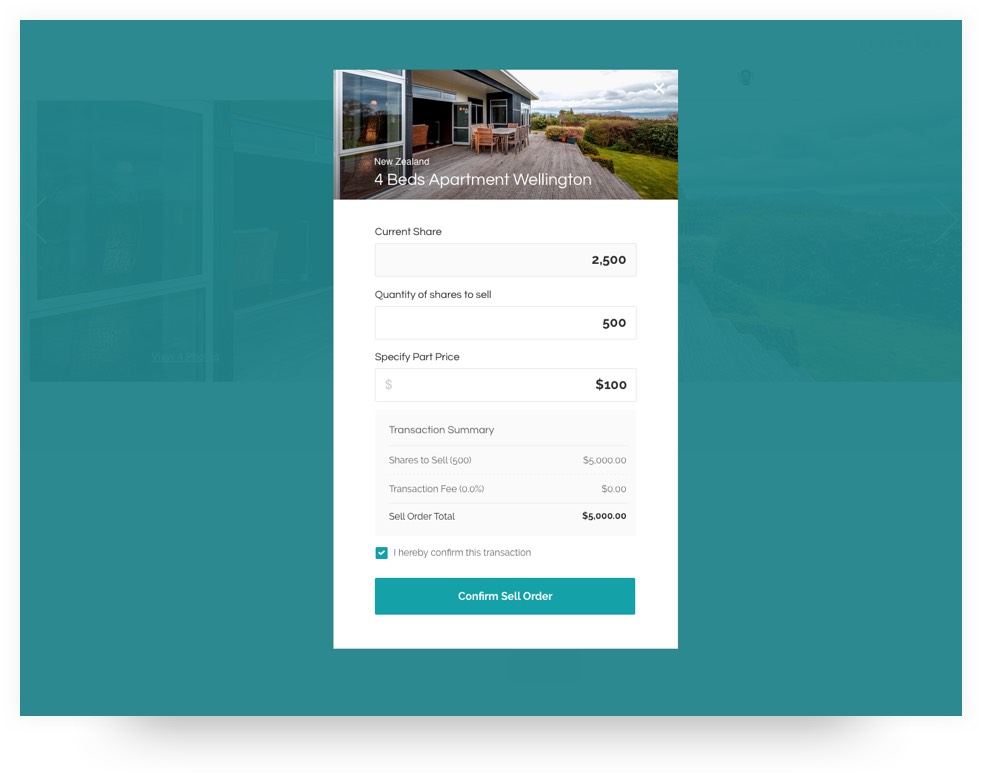 New Zealand
4 Beds Apartment Wellington
Current Share
2,500
Quantity of shares to sell
500
Specify Part Price
$ $100
Transaction Summary
Shares to Sell (500) $5,000.00
Transaction Fee (0.0%) $0.00
Sell Order Total $5,000.00
I hereby confirm this transaction
Confirm Sell Order